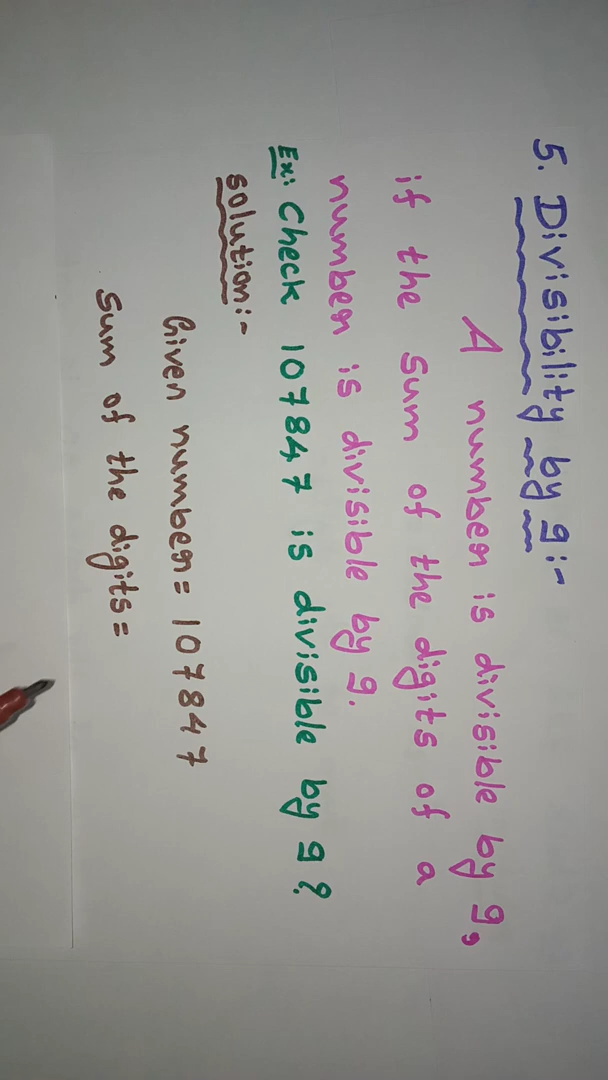 5. Divisibility by 9:-
A number is divisible by 9,
if the sum of the digits of a
number is divisible by 9.
Ex: Check 107847 is divisible by 9?
solution:-
Given number = 107847
Sum of the digits =